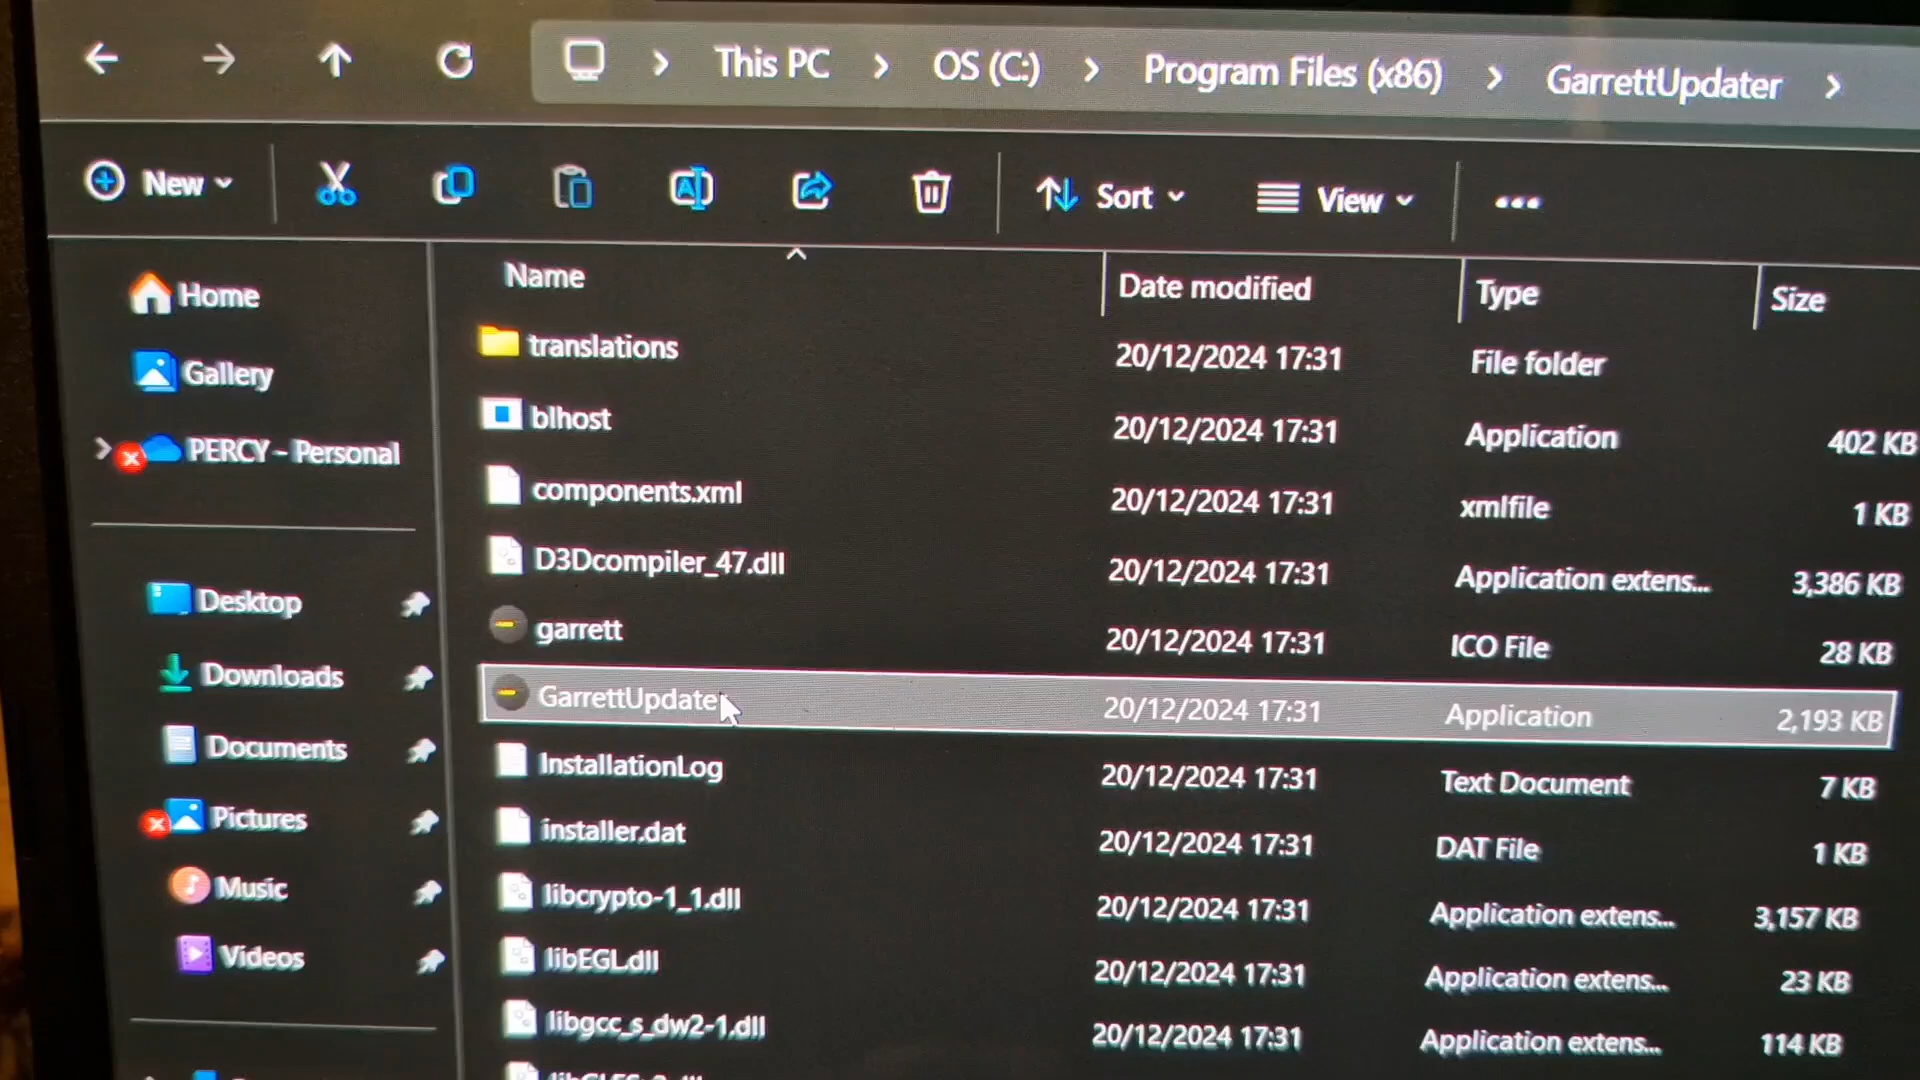 This PC > OS (C:) > Program Files (x86) > GarrettUpdater >
New Sort View ...
Name Date modified Type Size
Home
Gallery
PERCY - Personal
Desktop
Downloads
Documents
Pictures
Music
Videos
translations 20/12/2024 17:31 File folder
blhost 20/12/2024 17:31 Application 402 KB
components.xml 20/12/2024 17:31 xmlfile 1 KB
D3Dcompiler_47.dll 20/12/2024 17:31 Application extens... 3,386 KB
garrett 20/12/2024 17:31 ICO File 28 KB
GarrettUpdater 20/12/2024 17:31 Application 2,193 KB
InstallationLog 20/12/2024 17:31 Text Document 7 KB
installer.dat 20/12/2024 17:31 DAT File 1 KB
libcrypto-1_1.dll 20/12/2024 17:31 Application extens... 3,157 KB
libEGL.dll 20/12/2024 17:31 Application extens... 23 KB
libgcc_s_dw2-1.dll 20/12/2024 17:31 Application extens... 114 KB